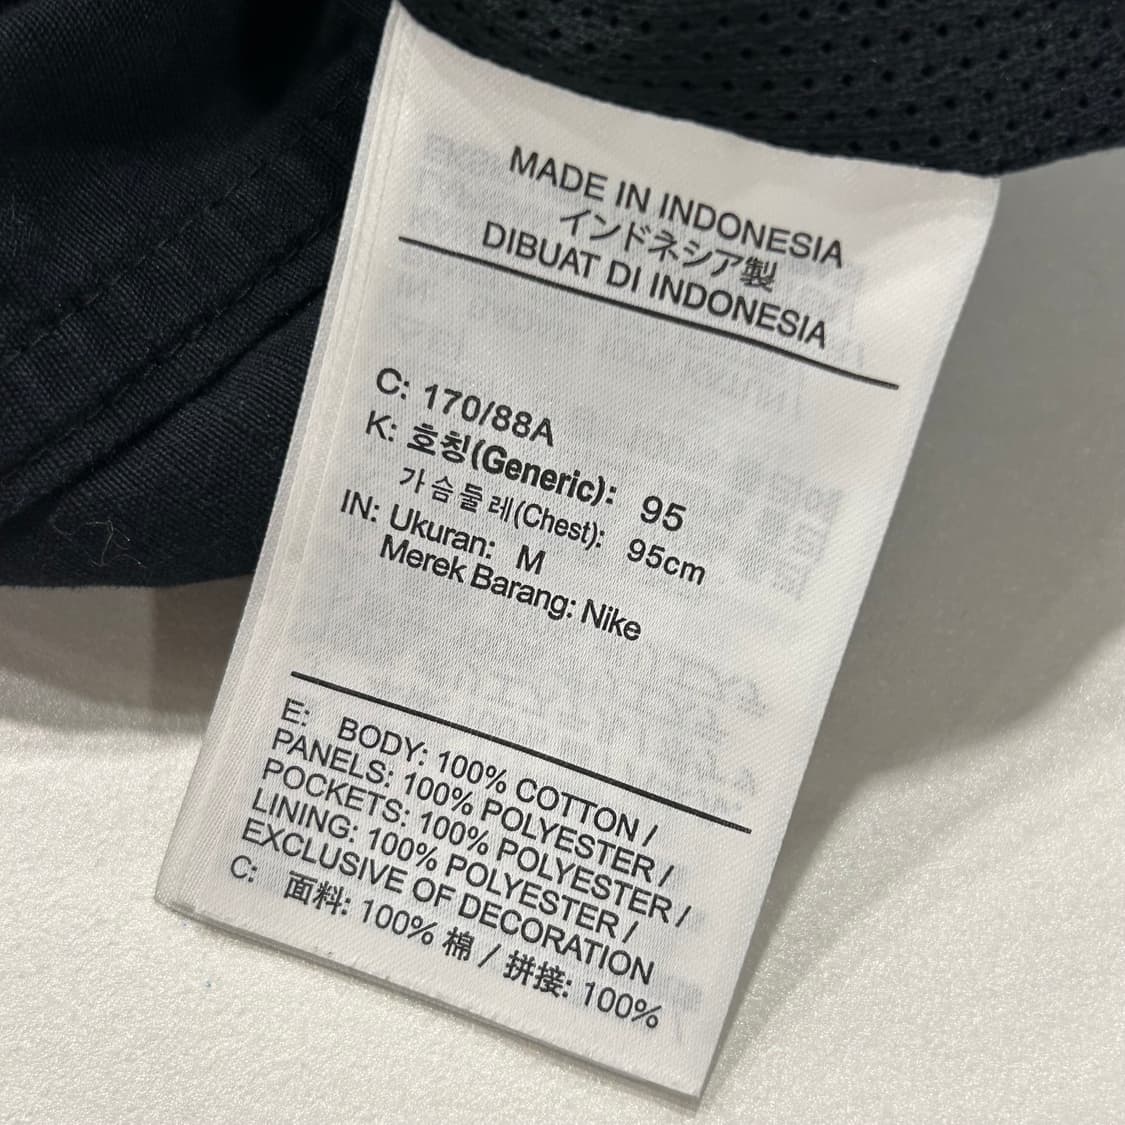 MADE IN INDONESIA
インドネシア製
DIBUAT DI INDONESIA
C: 170/88A
K: 호칭(Generic): 95
가슴둘레(Chest): 95cm
IN: Ukuran: M
Merek Barang: Nike
E: BODY: 100% COTTON /
PANELS: 100% POLYESTER /
POCKETS: 100% POLYESTER /
LINING: 100% POLYESTER /
EXCLUSIVE OF DECORATION
C: 面料: 100% 棉 / 拼接: 100%